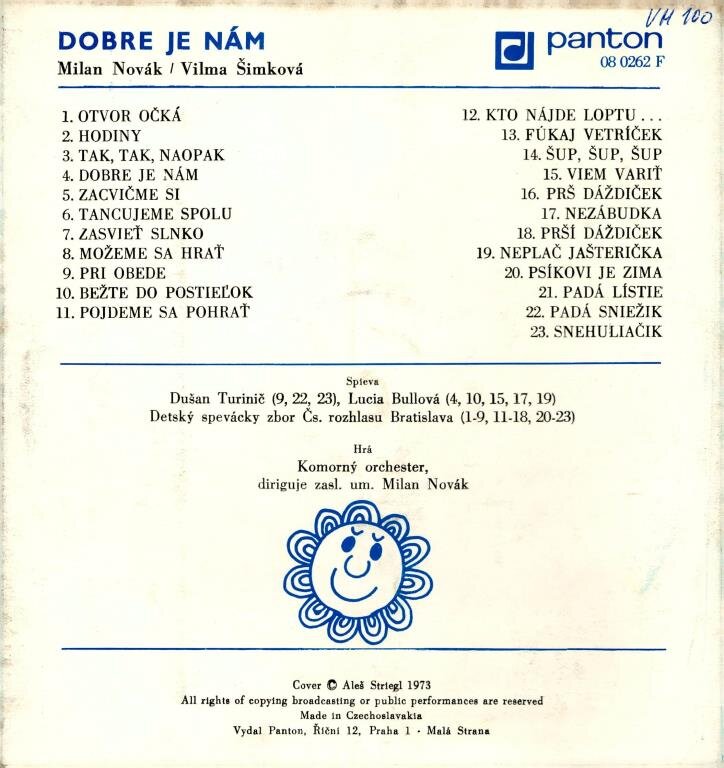 VM 100
DOBRE JE NÁM
Milan Novák / Vilma Šimková
panton
08 0262 F
1. OTVOR OČKÁ
2. HODINY
3. TAK, TAK, NAOPAK
4. DOBRE JE NÁM
5. ZACVIČME SI
6. TANCUJEME SPOLU
7. ZASVIEŤ SLNKO
8. MOŽEME SA HRAŤ
9. PRI OBEDE
10. BEŽTE DO POSTIEĽOK
11. POJDEME SA POHRAŤ
12. KTO NÁJDE LOPTU...
13. FÚKAJ VETRÍČEK
14. ŠUP, ŠUP, ŠUP
15. VIEM VARIŤ
16. PRŠ DÁŽDIČEK
17. NEZÁBUDKA
18. PRŠÍ DÁŽDIČEK
19. NEPLAČ JAŠTERIČKA
20. PSÍKOVI JE ZIMA
21. PADÁ LÍSTIE
22. PADÁ SNIEŽIK
23. SNEHULIAČIK
Spieva
Dušan Turinič (9, 22, 23), Lucia Bullová (4, 10, 15, 17, 19)
Detský spevácky zbor Čs. rozhlasu Bratislava (1-9, 11-18, 20-23)
Hrá
Komorný orchester,
diriguje zasl. um. Milan Novák
Cover © Aleš Striegl 1973
All rights of copying broadcasting or public performances are reserved
Made in Czechoslavakia
Vydal Panton, Říční 12, Praha 1 · Malá Strana